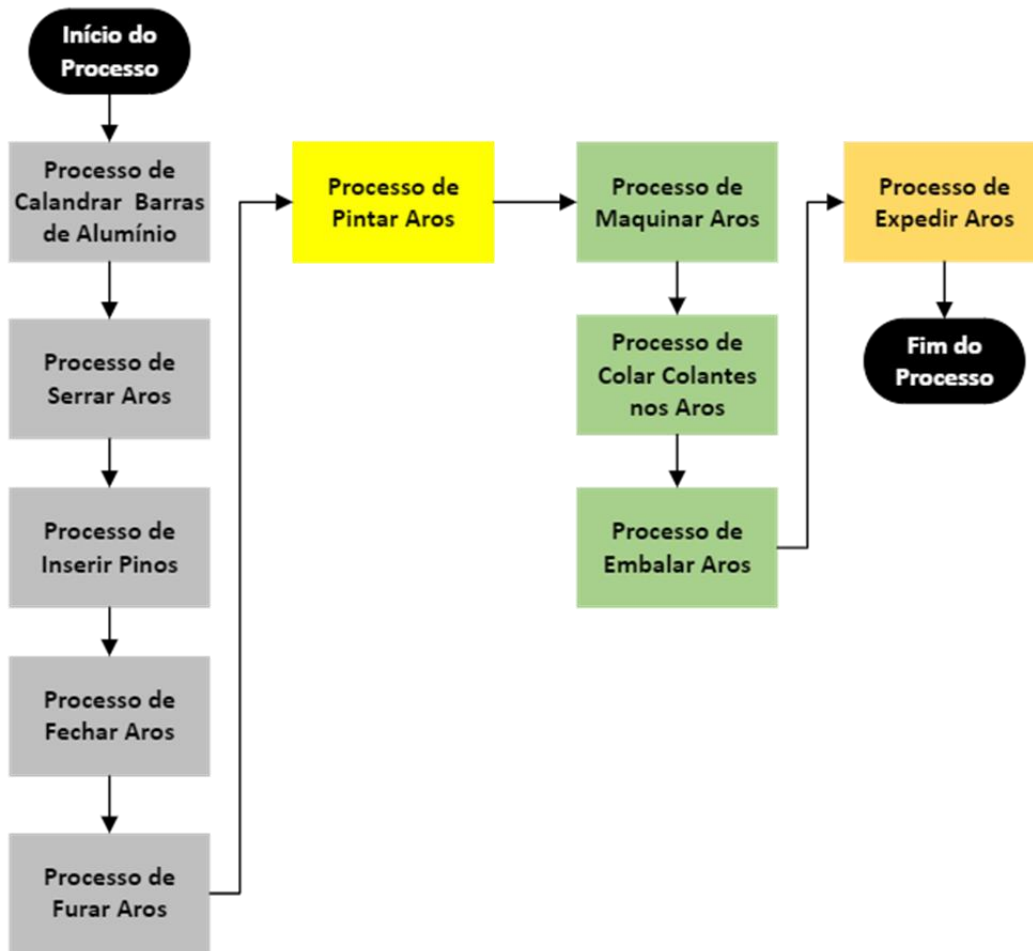 Início do
Processo
Processo de
Calandrar Barras
de Alumínio
Processo de
Serrar Aros
Processo de
Inserir Pinos
Processo de
Fechar Aros
Processo de
Furar Aros
Processo de
Pintar Aros
Processo de
Maquinar Aros
Processo de
Colar Colantes
nos Aros
Processo de
Embalar Aros
Processo de
Expedir Aros
Fim do
Processo